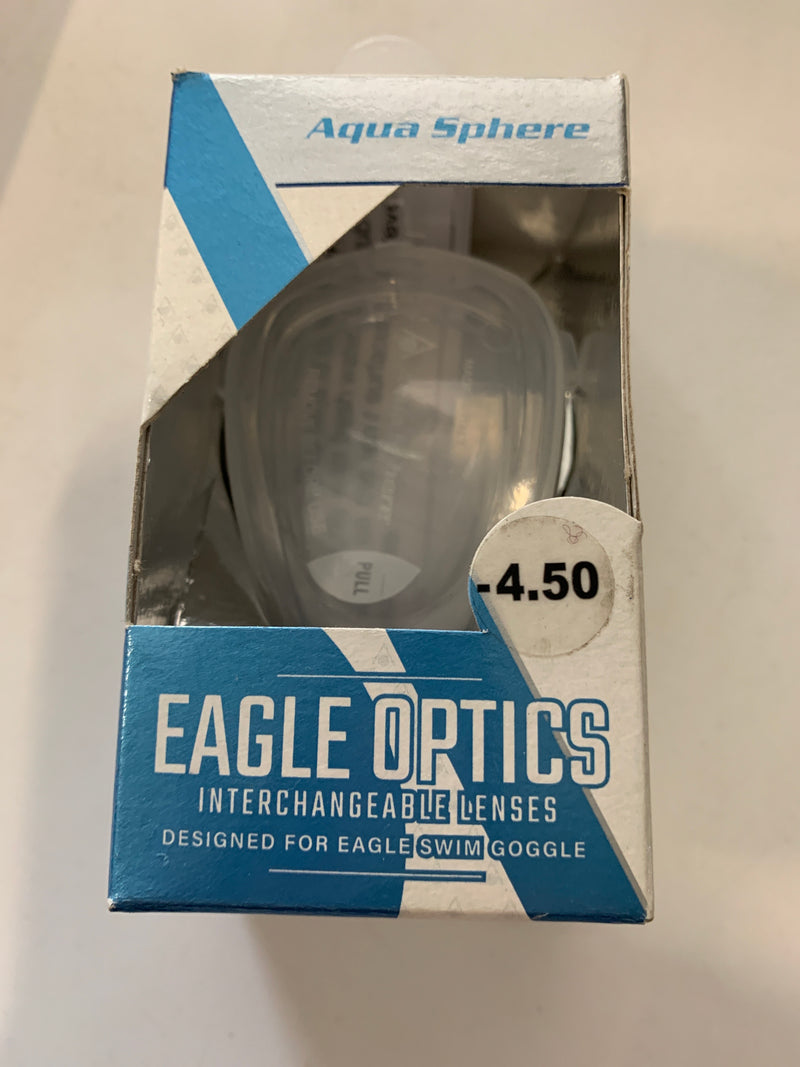 Aqua Sphere
PULL
-4.50
EAGLE OPTICS
INTERCHANGEABLE LENSES
DESIGNED FOR EAGLE SWIM GOGGLE